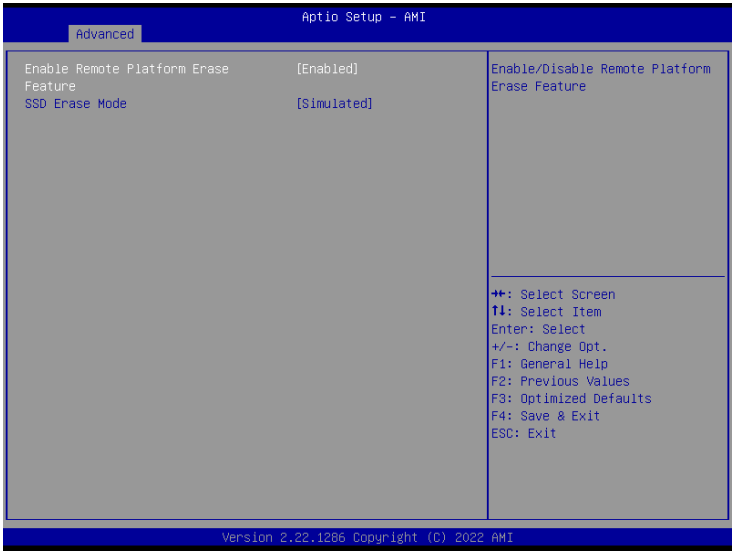 Aptio Setup – AMI
Advanced
Enable Remote Platform Erase [Enabled]
Feature
SSD Erase Mode [Simulated]
Enable/Disable Remote Platform
Erase Feature
→←: Select Screen
↑↓: Select Item
Enter: Select
+/-: Change Opt.
F1: General Help
F2: Previous Values
F3: Optimized Defaults
F4: Save & Exit
ESC: Exit
Version 2.22.1286 Copyright (C) 2022 AMI